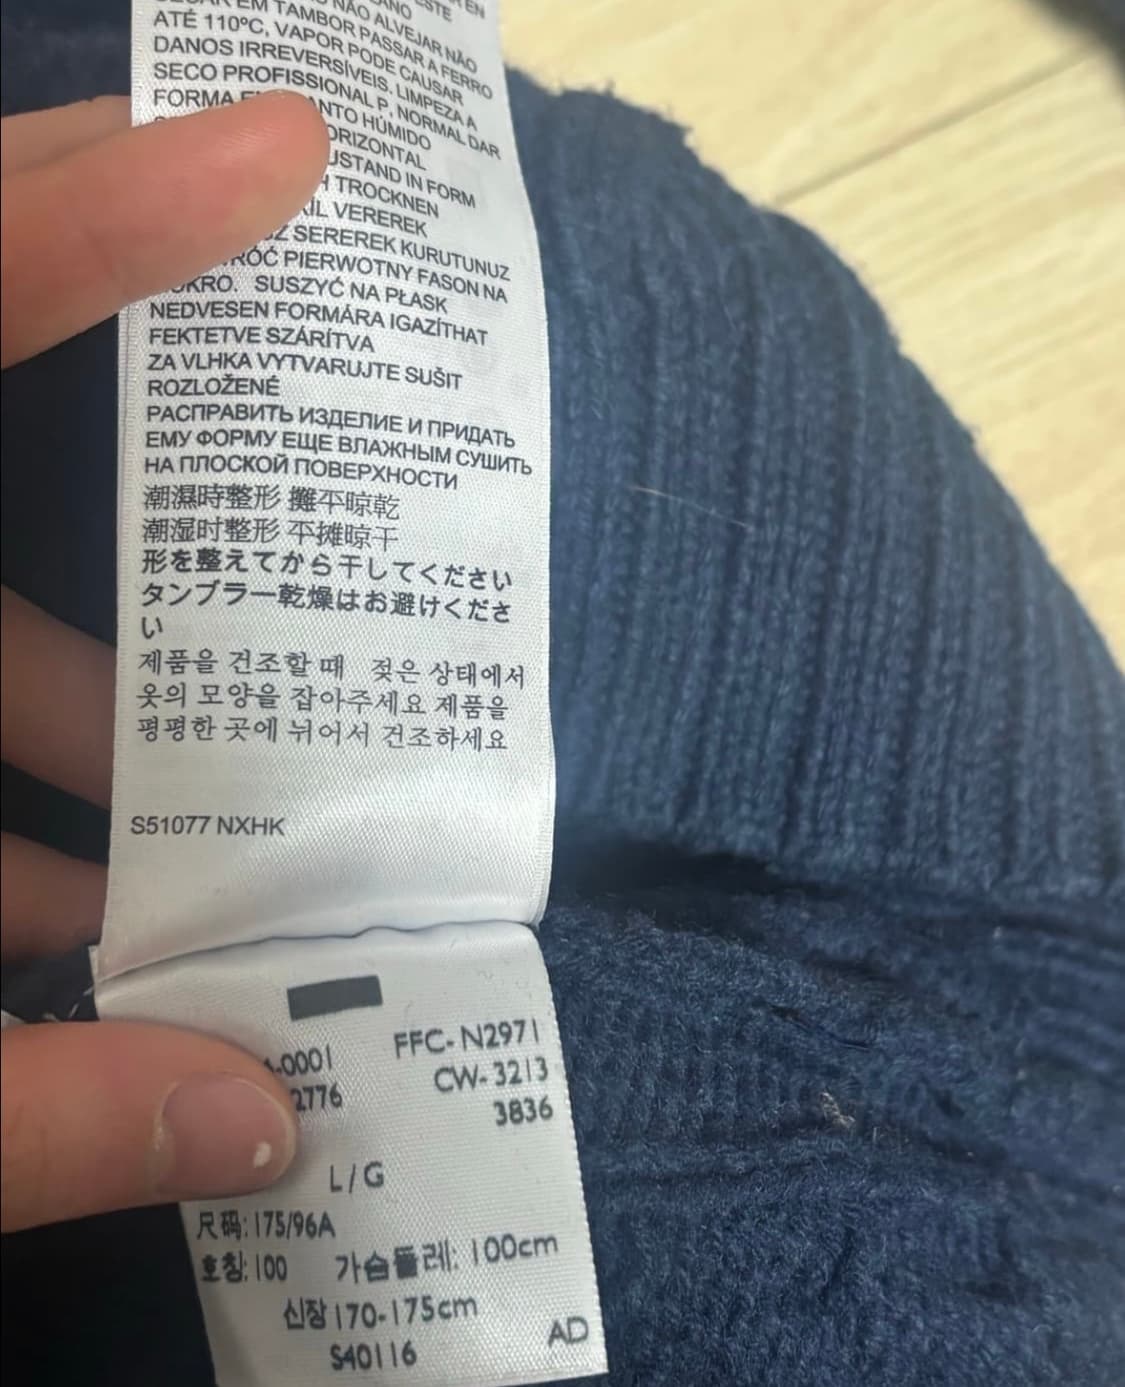 NÃO ALVEJAR NÃO
EM TAMBOR PASSAR A FERRO
ATÉ 110°C, VAPOR PODE CAUSAR
DANOS IRREVERSÍVEIS. LIMPEZA A
SECO PROFISSIONAL P, NORMAL DAR
FORMA HÚMIDO
IN FORM
TROCKNEN
VEREREK
SEREREK KURUTUNUZ
PIERWOTNY FASON NA
SUSZYĆ NA PŁASK
NEDVESEN FORMÁRA IGAZÍTHAT
FEKTETVE SZÁRÍTVA
ZA VLHKA VYTVARUJTE SUŠIT
ROZLOŽENÉ
РАСПРАВИТЬ ИЗДЕЛИЕ И ПРИДАТЬ
ЕМУ ФОРМУ ЕЩЕ ВЛАЖНЫМ СУШИТЬ
НА ПЛОСКОЙ ПОВЕРХНОСТИ
潮濕時整形 攤平晾乾
潮湿时整形 平摊晾干
形を整えてから干してください
タンブラー乾燥はお避けくださ
い
제품을 건조할 때 젖은 상태에서
옷의 모양을 잡아주세요 제품을
평평한 곳에 뉘어서 건조하세요
S51077 NXHK
-0001 FFC- N2971
2776 CW- 3213
3836
L/G
尺码: 175/96A
호칭: 100 가슴둘레: 100cm
신장 170-175cm
S40116 AD